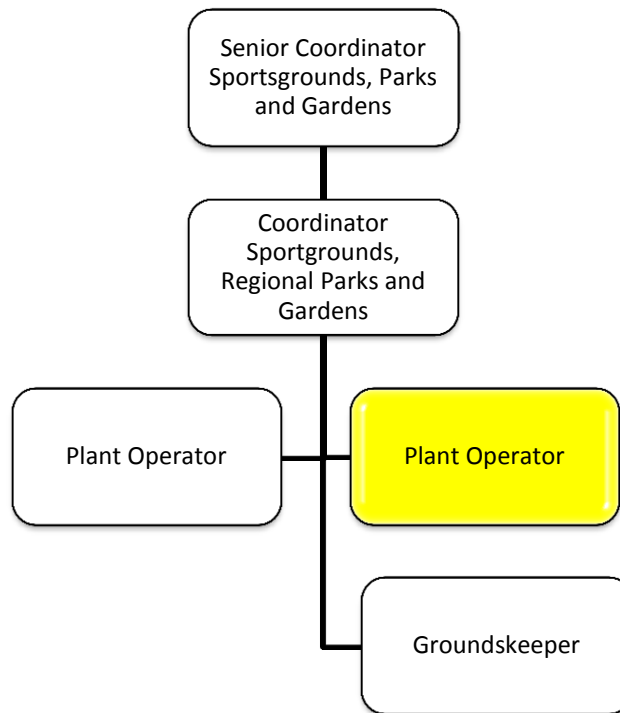 Senior Coordinator
Sportsgrounds, Parks
and Gardens
Coordinator
Sportgrounds,
Regional Parks and
Gardens
Plant Operator
Plant Operator
Groundskeeper